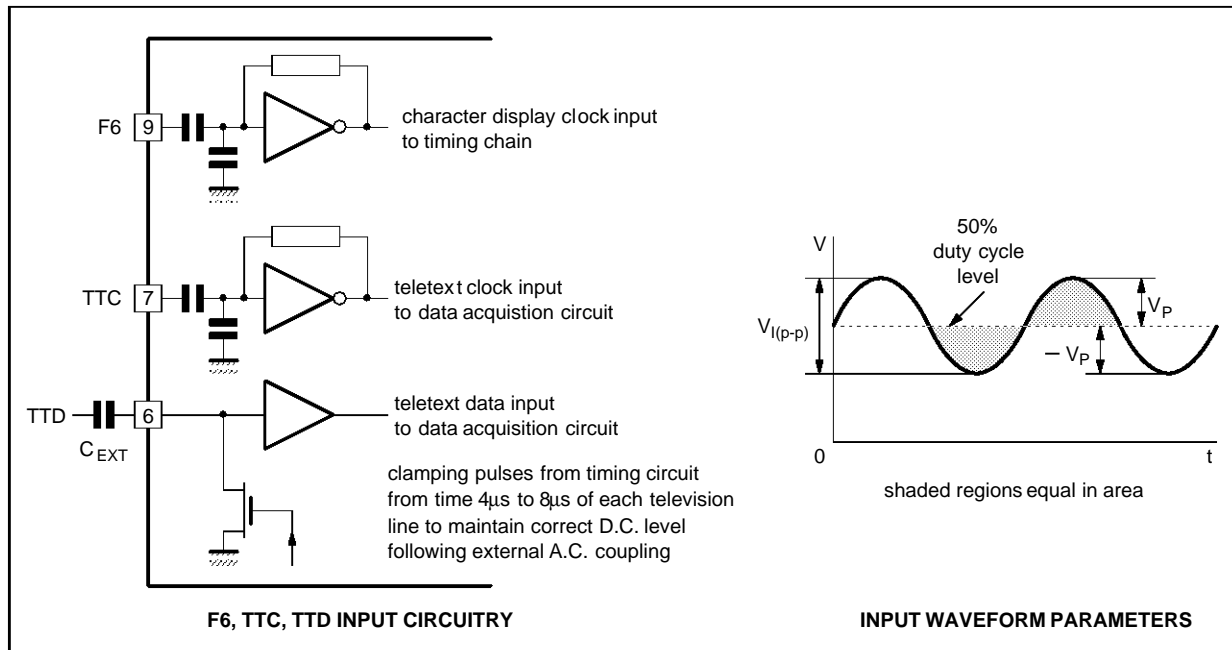 F6
9
character display clock input
to timing chain
TTC
7
teletext clock input
to data acquistion circuit
TTD
6
C EXT
teletext data input
to data acquisition circuit
clamping pulses from timing circuit
from time 4μs to 8μs of each television
line to maintain correct D.C. level
following external A.C. coupling
F6, TTC, TTD INPUT CIRCUITRY
V
50%
duty cycle
level
VI(p-p)
VP
– VP
0
t
shaded regions equal in area
INPUT WAVEFORM PARAMETERS